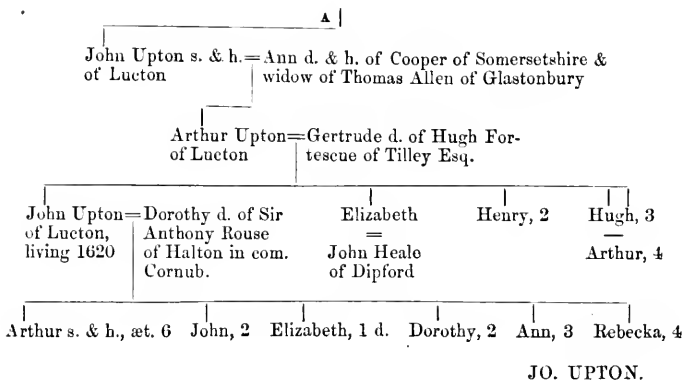 A
John Upton s. & h.= Ann d. & h. of Cooper of Somersetshire &
of Lucton widow of Thomas Allen of Glastonbury
Arthur Upton=Gertrude d. of Hugh For-
of Lucton tescue of Tilley Esq.
John Upton=Dorothy d. of Sir Elizabeth Henry, 2 Hugh, 3
of Lucton, Anthony Rouse = —
living 1620 of Halton in com. John Heale Arthur, 4
Cornub. of Dipford
Arthur s. & h., æt. 6 John, 2 Elizabeth, 1 d. Dorothy, 2 Ann, 3 Rebecka, 4
JO. UPTON.